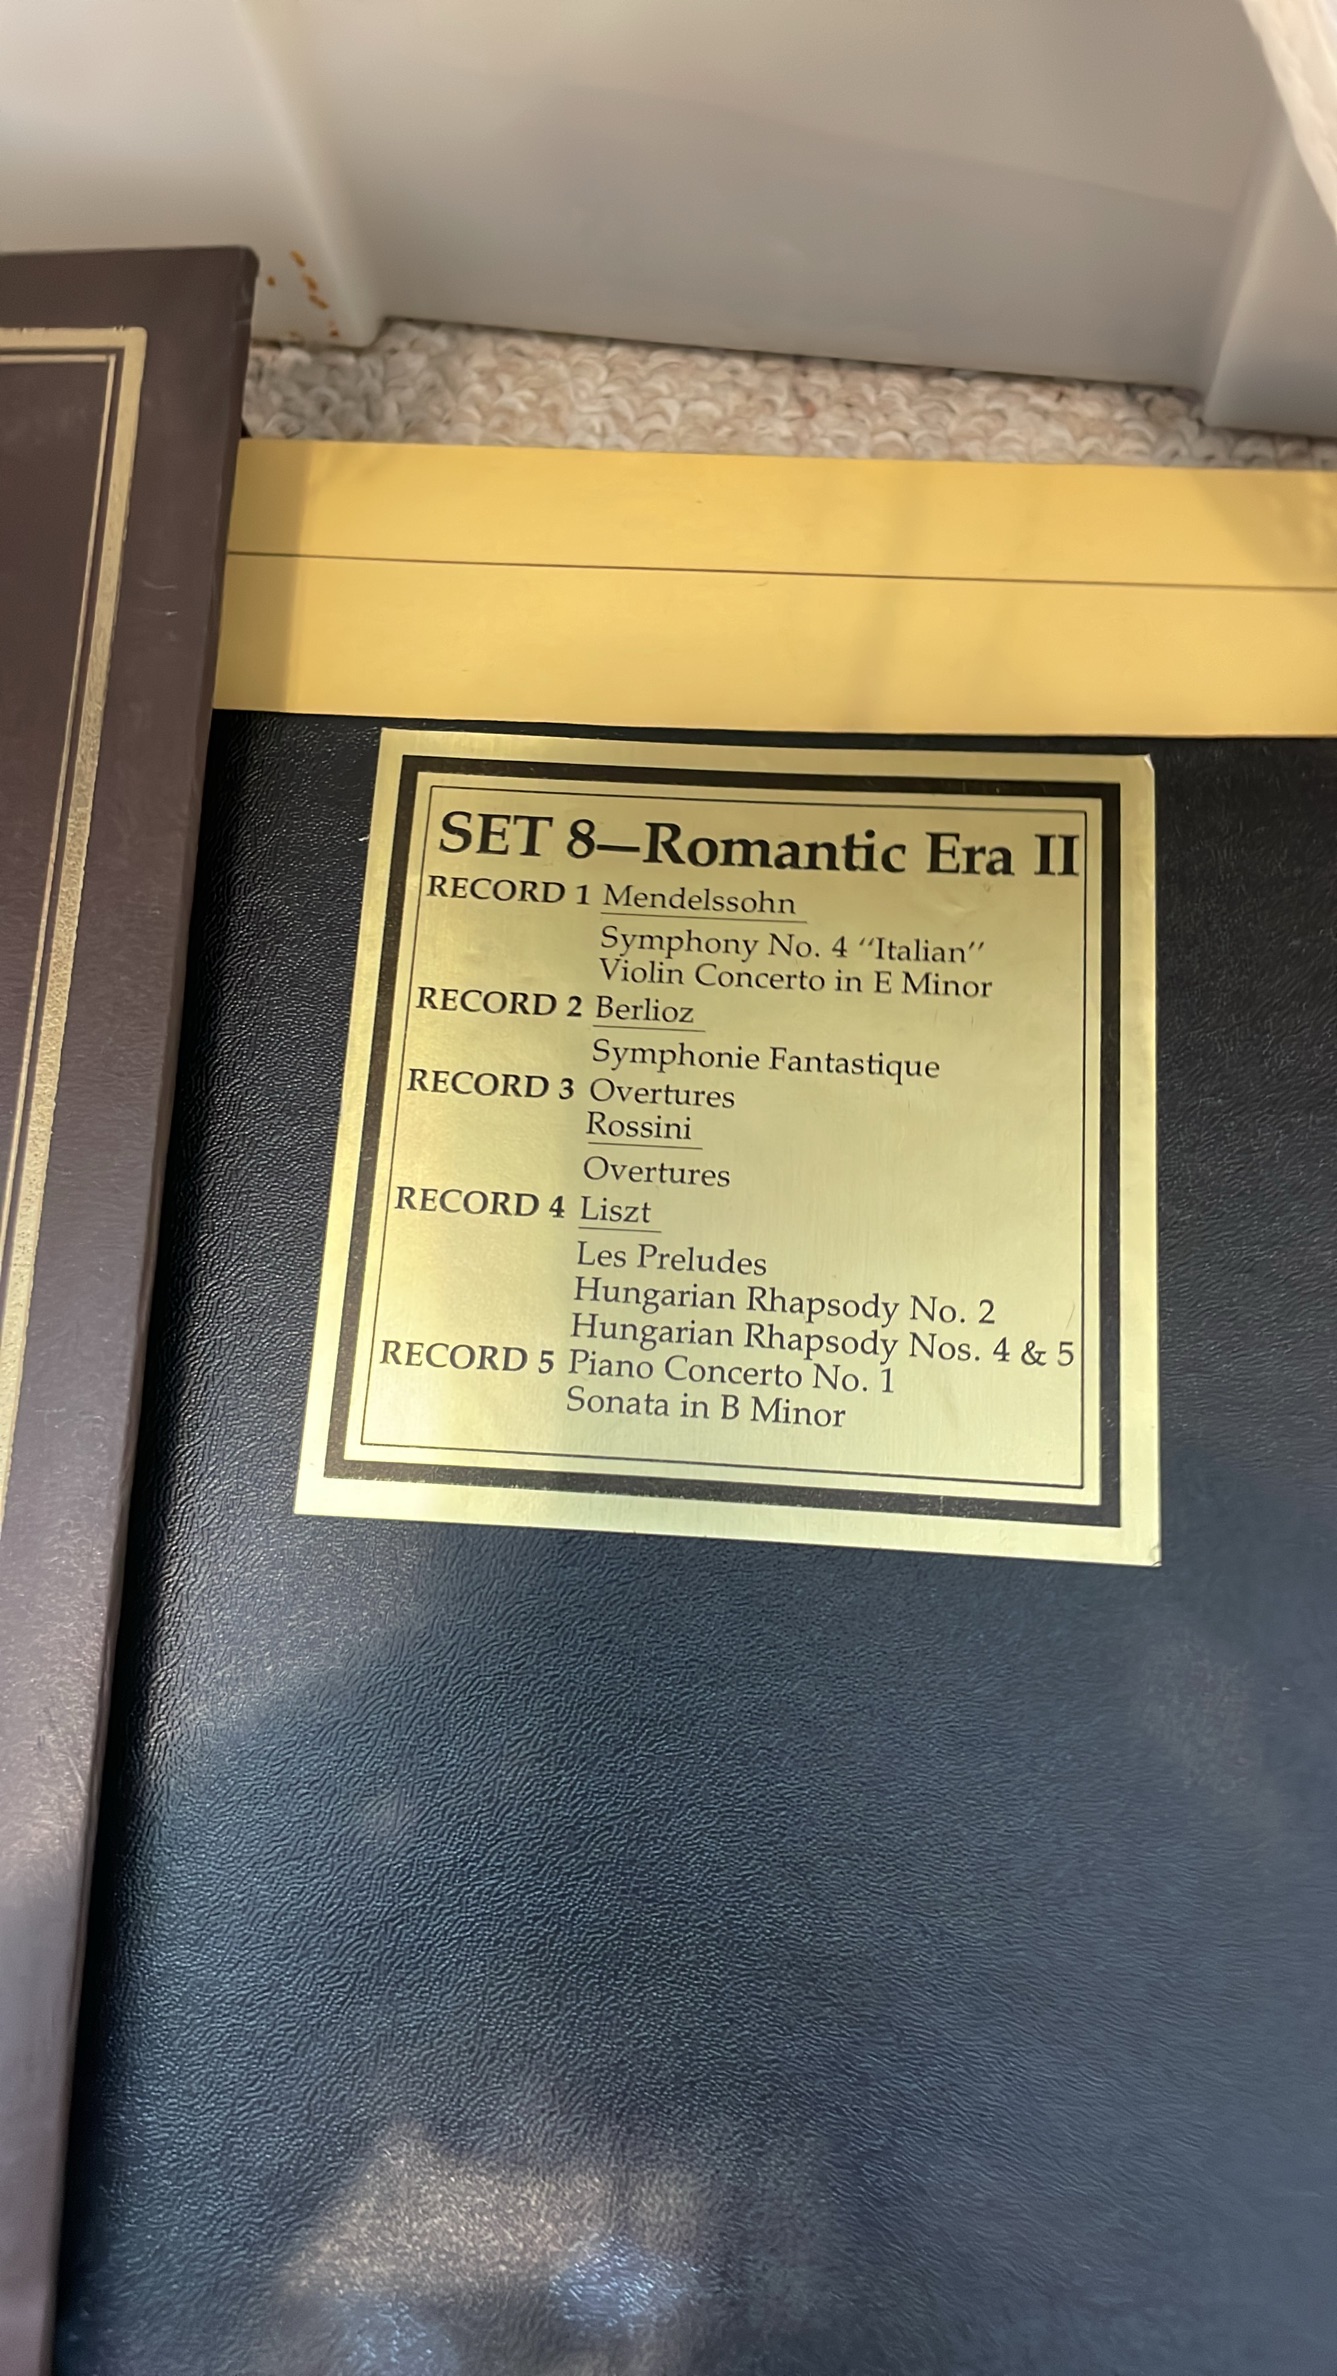 SET 8—Romantic Era II
RECORD 1 Mendelssohn
Symphony No. 4 “Italian”
Violin Concerto in E Minor
RECORD 2 Berlioz
Symphonie Fantastique
RECORD 3 Overtures
Rossini
Overtures
RECORD 4 Liszt
Les Preludes
Hungarian Rhapsody No. 2
Hungarian Rhapsody Nos. 4 & 5
RECORD 5 Piano Concerto No. 1
Sonata in B Minor